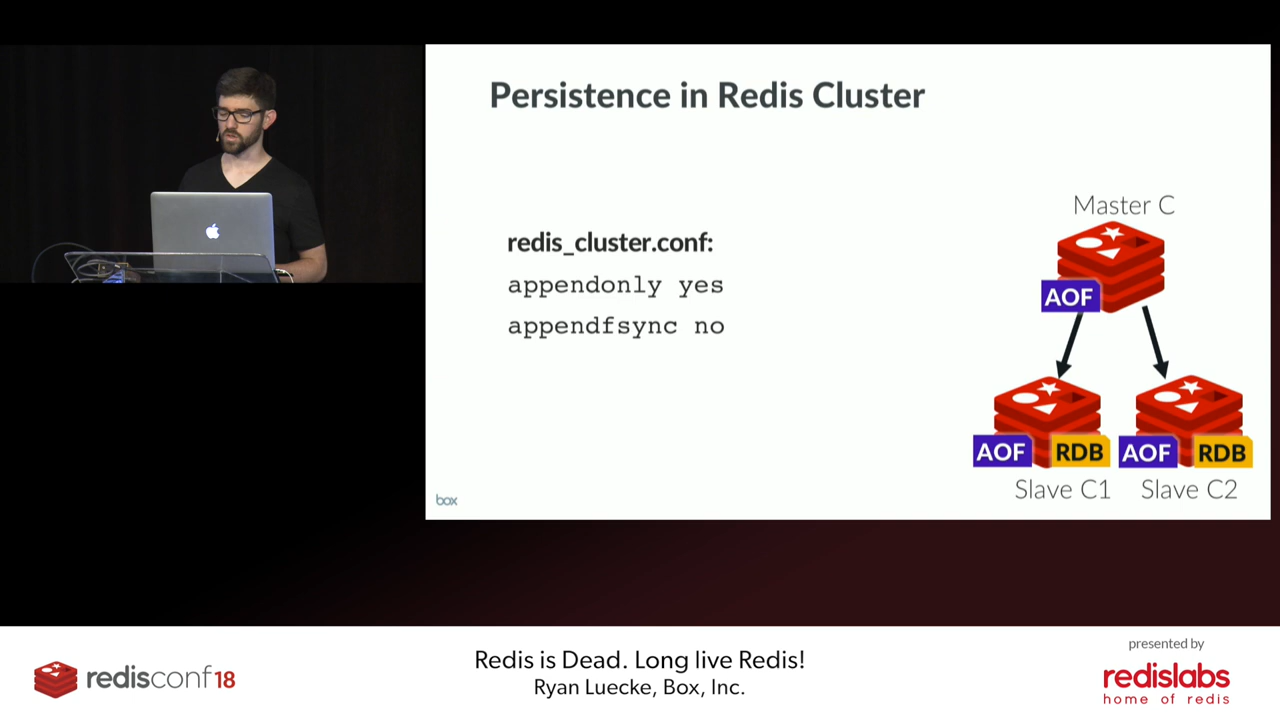 Persistence in Redis Cluster
redis_cluster.conf:
appendonly yes
appendfsync no
Master C
AOF
AOF RDB AOF RDB
Slave C1 Slave C2
box
redisconf18
Redis is Dead. Long live Redis!
Ryan Luecke, Box, Inc.
presented by
redislabs
home of redis